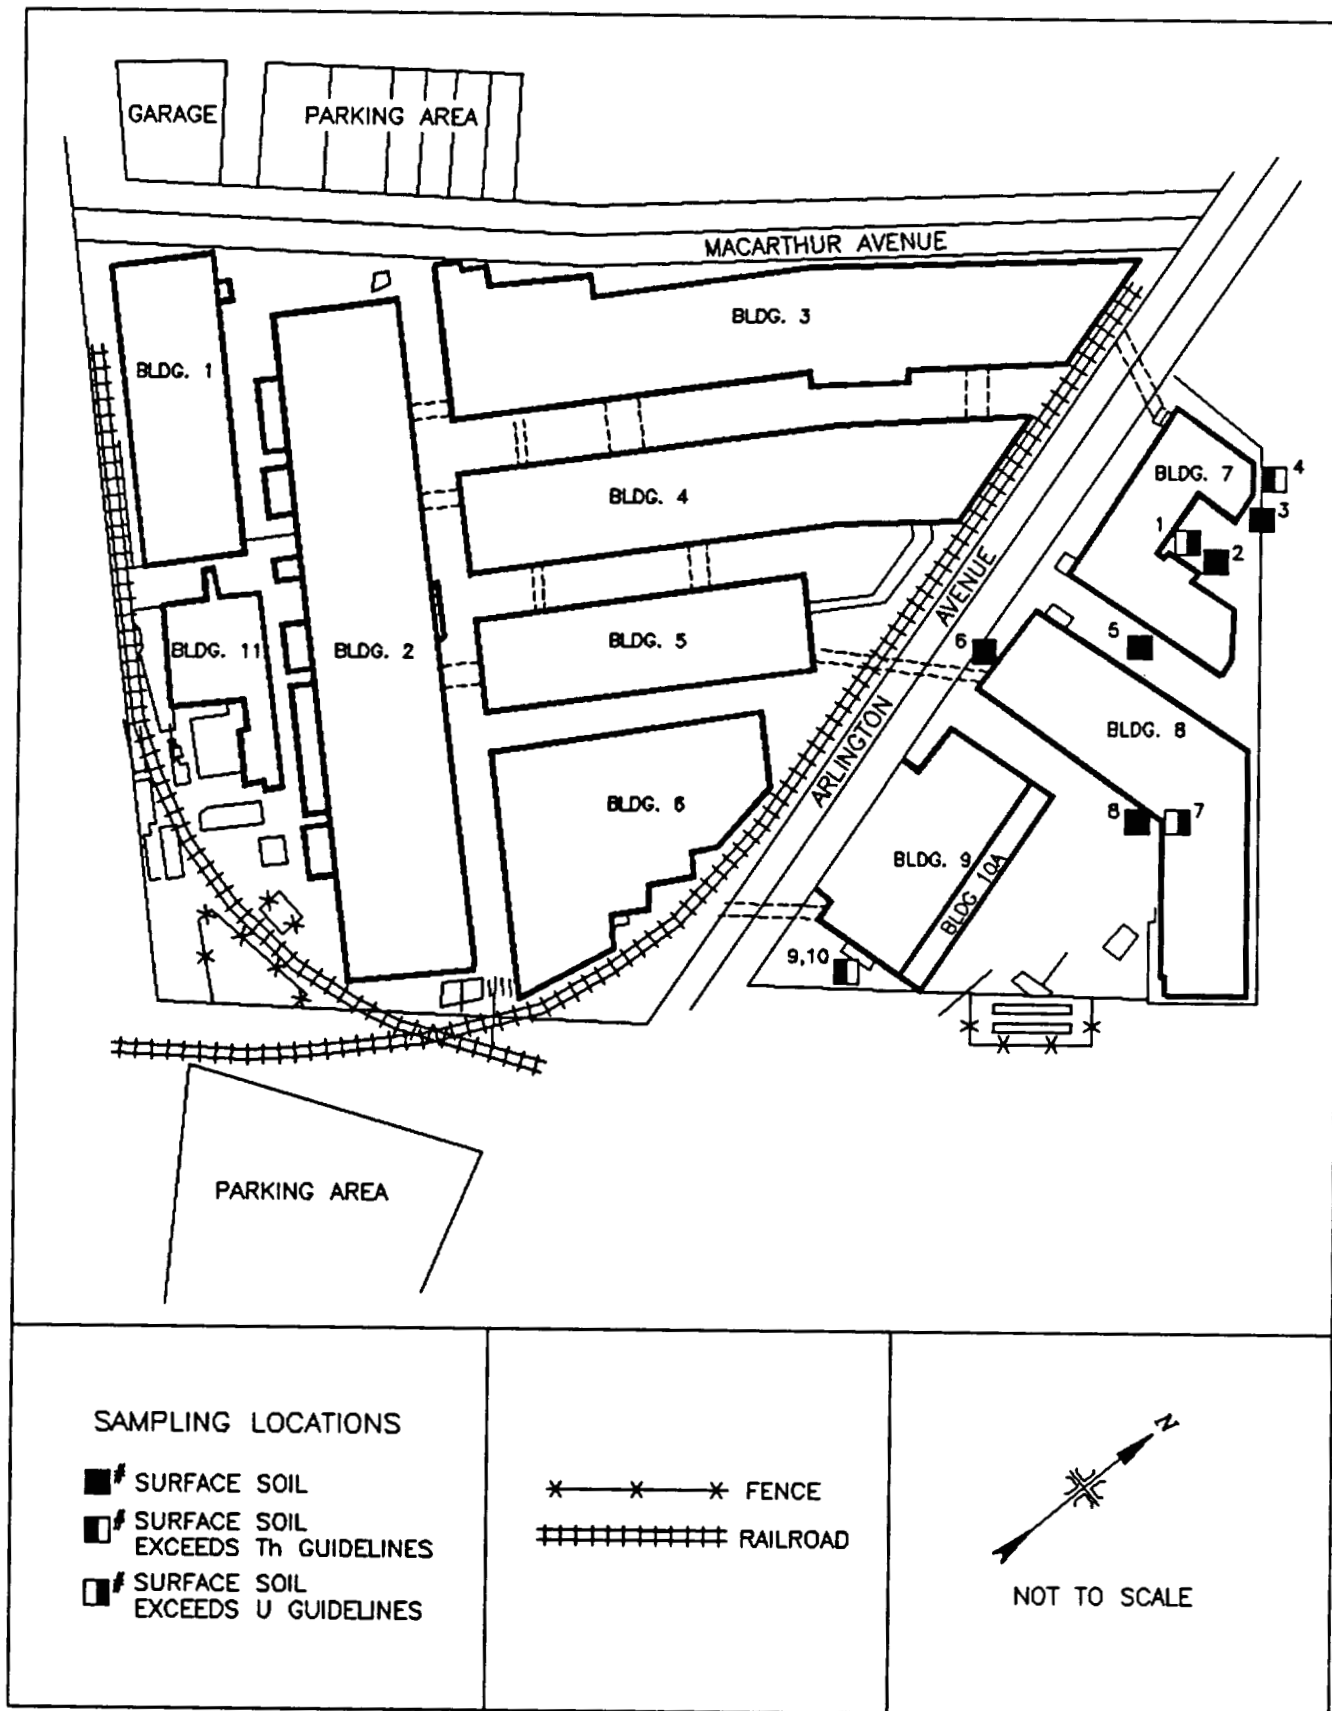 GARAGE
PARKING AREA
MACARTHUR AVENUE
BLDG. 3
BLDG. 1
BLDG. 7
4
BLDG. 4
3
1
2
AVENUE
BLDG. 11
BLDG. 2
BLDG. 5
6
5
ARLINGTON
BLDG. 8
BLDG. 6
8
7
BLDG. 9
BLDG 10A
9,10
PARKING AREA
SAMPLING LOCATIONS
# SURFACE SOIL
# SURFACE SOIL
EXCEEDS Th GUIDELINES
# SURFACE SOIL
EXCEEDS U GUIDELINES
FENCE
RAILROAD
N
NOT TO SCALE